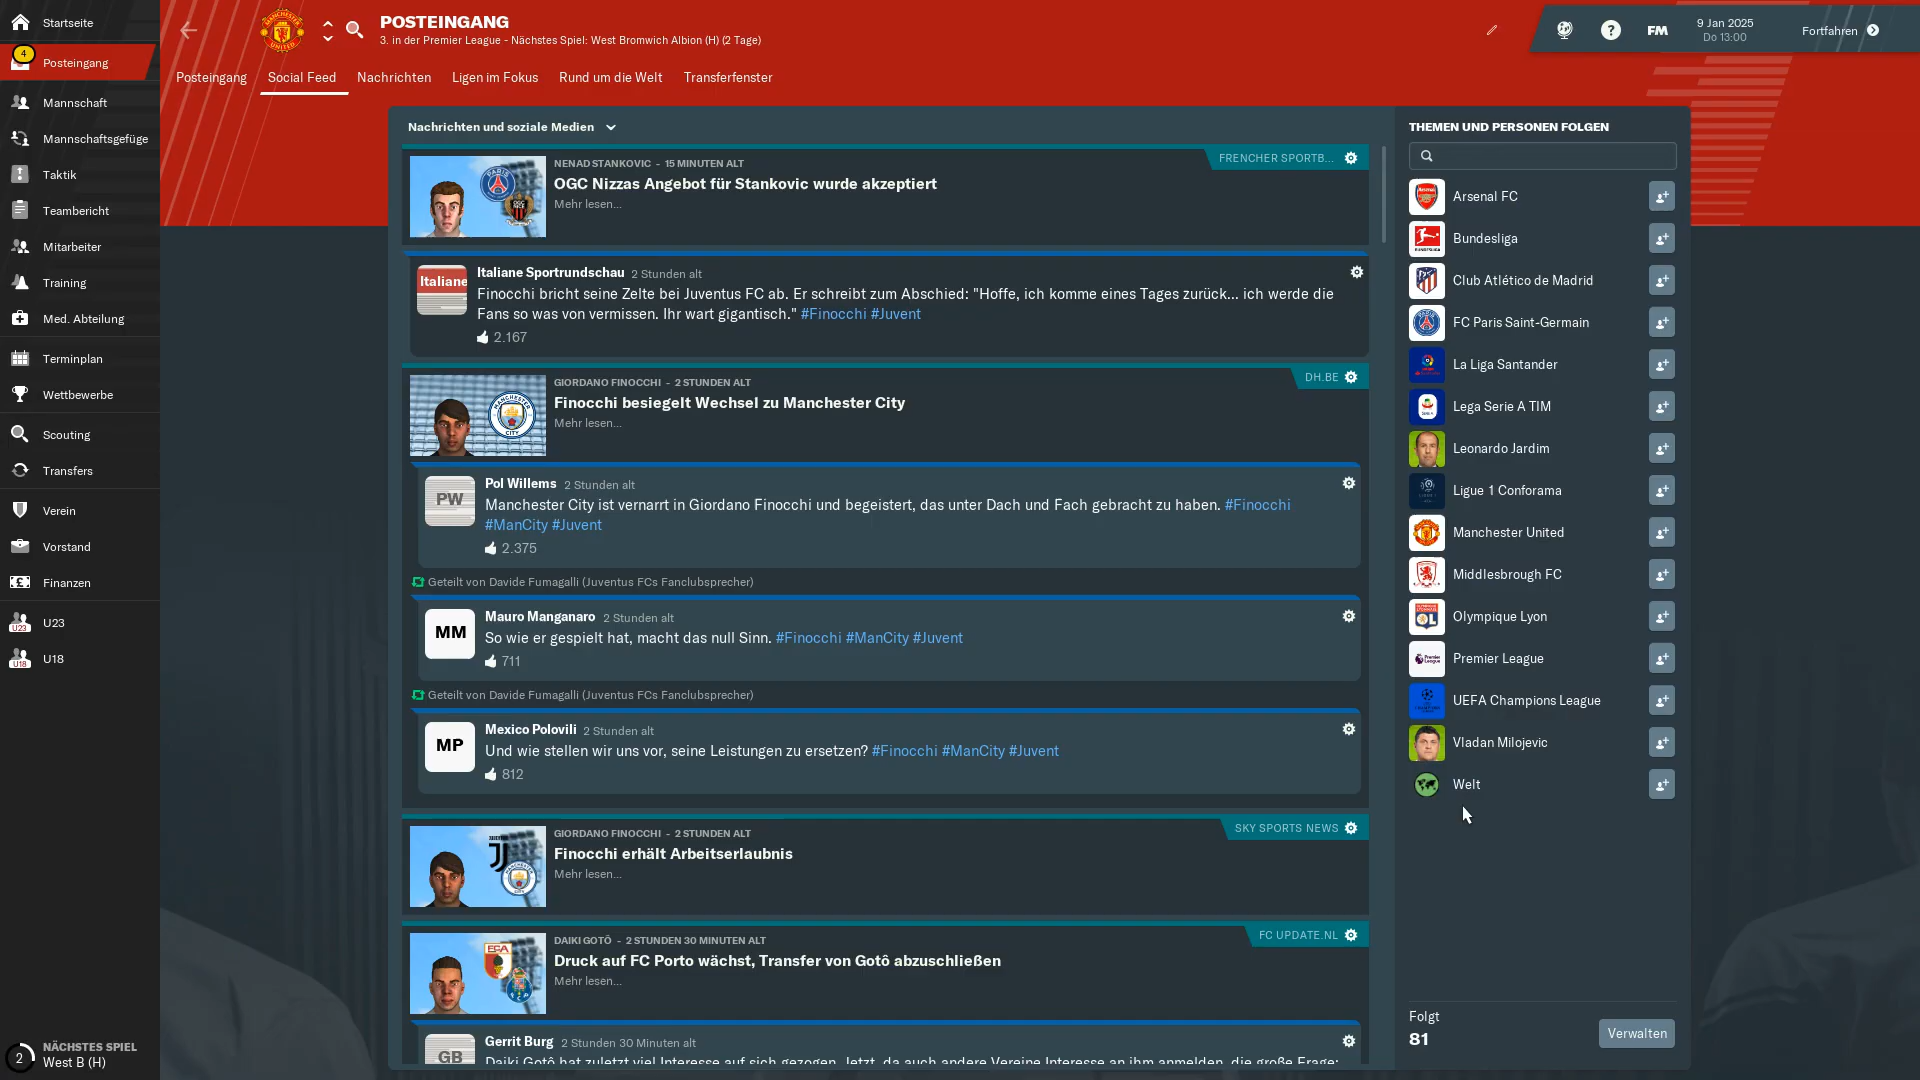 Startseite
4
Posteingang
Mannschaft
Mannschaftsgefüge
Taktik
Teambericht
Mitarbeiter
Training
Med. Abteilung
Terminplan
Wettbewerbe
Scouting
Transfers
Verein
Vorstand
Finanzen
U23
U23
U18
U18
2
NÄCHSTES SPIEL
West B (H)
POSTEINGANG
3. in der Premier League - Nächstes Spiel: West Bromwich Albion (H) (2 Tage)
?
FM
9 Jan 2025
Do 13:00
Fortfahren
Posteingang
Social Feed
Nachrichten
Ligen im Fokus
Rund um die Welt
Transferfenster
Nachrichten und soziale Medien
NENAD STANKOVIC - 15 MINUTEN ALT
FRENCHER SPORTB...
OGC Nizzas Angebot für Stankovic wurde akzeptiert
Mehr lesen...
Italiane
Italiane Sportrundschau 2 Stunden alt
Finocchi bricht seine Zelte bei Juventus FC ab. Er schreibt zum Abschied: "Hoffe, ich komme eines Tages zurück... ich werde die
Fans so was von vermissen. Ihr wart gigantisch." #Finocchi #Juvent
2.167
GIORDANO FINOCCHI - 2 STUNDEN ALT
DH.BE
Finocchi besiegelt Wechsel zu Manchester City
Mehr lesen...
PW
Pol Willems 2 Stunden alt
Manchester City ist vernarrt in Giordano Finocchi und begeistert, das unter Dach und Fach gebracht zu haben. #Finocchi
#ManCity #Juvent
2.375
Geteilt von Davide Fumagalli (Juventus FCs Fanclubsprecher)
MM
Mauro Manganaro 2 Stunden alt
So wie er gespielt hat, macht das null Sinn. #Finocchi #ManCity #Juvent
711
Geteilt von Davide Fumagalli (Juventus FCs Fanclubsprecher)
MP
Mexico Polovili 2 Stunden alt
Und wie stellen wir uns vor, seine Leistungen zu ersetzen? #Finocchi #ManCity #Juvent
812
GIORDANO FINOCCHI - 2 STUNDEN ALT
SKY SPORTS NEWS
Finocchi erhält Arbeitserlaubnis
Mehr lesen...
DAIKI GOTÔ - 2 STUNDEN 30 MINUTEN ALT
FC UPDATE.NL
Druck auf FC Porto wächst, Transfer von Gotô abzuschließen
Mehr lesen...
GB
Gerrit Burg 2 Stunden 30 Minuten alt
Daiki Gotô hat zuletzt viel Interesse auf sich gezogen. Jetzt, da auch andere Vereine Interesse an ihm anmelden, die große Frage:
THEMEN UND PERSONEN FOLGEN
Arsenal FC
Bundesliga
Club Atlético de Madrid
FC Paris Saint-Germain
La Liga Santander
Lega Serie A TIM
Leonardo Jardim
Ligue 1 Conforama
Manchester United
Middlesbrough FC
Olympique Lyon
Premier League
UEFA Champions League
Vladan Milojevic
Welt
Folgt
81
Verwalten